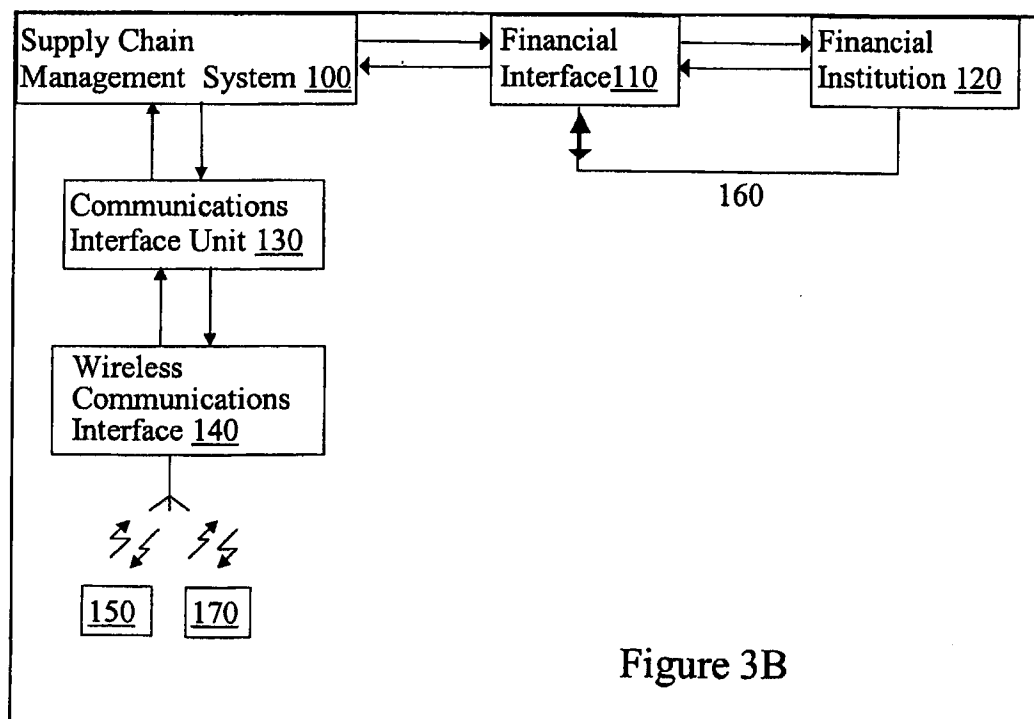 Supply Chain
Management System 100
Financial
Interface110
Financial
Institution 120
160
Communications
Interface Unit 130
Wireless
Communications
Interface 140
150
170
Figure 3B